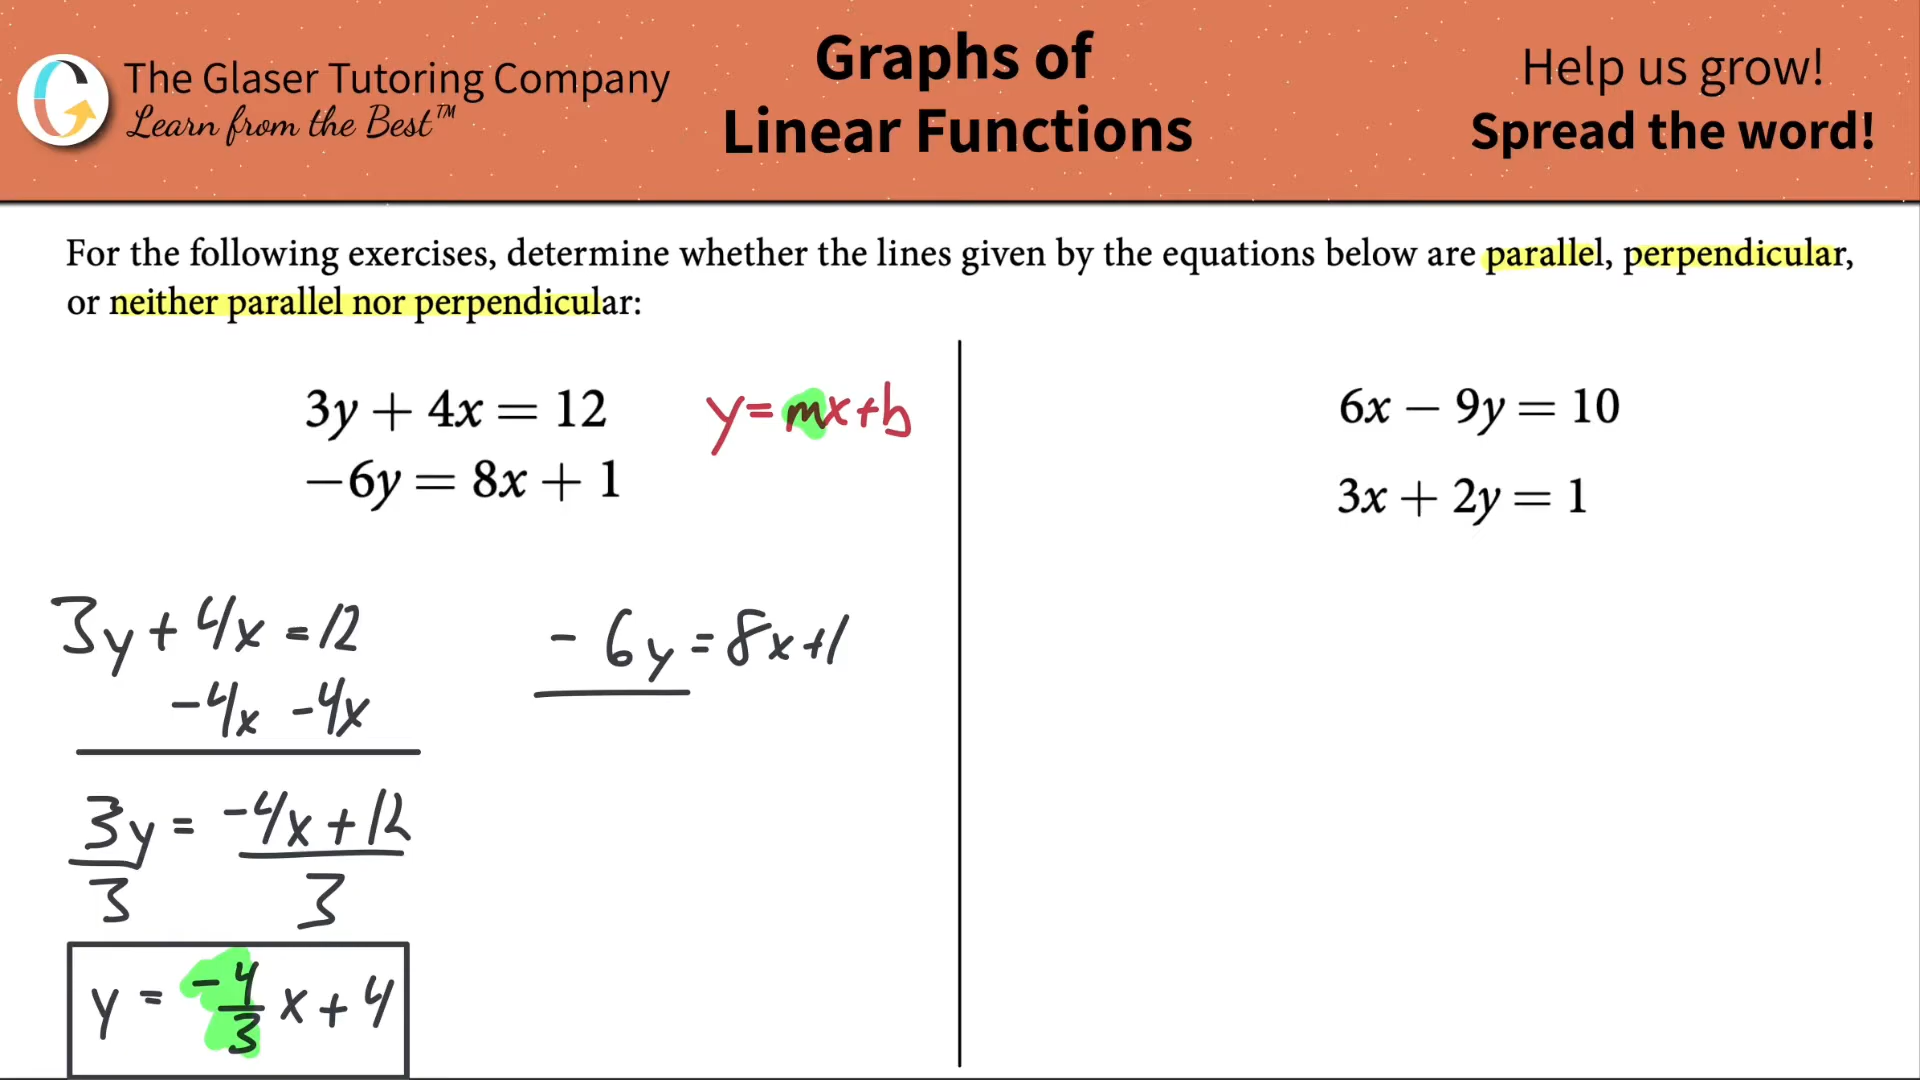 The Glaser Tutoring Company
Learn from the Best™
Graphs of
Linear Functions
Help us grow!
Spread the word!
For the following exercises, determine whether the lines given by the equations below are parallel, perpendicular,
or neither parallel nor perpendicular:
3y + 4x = 12
−6y = 8x + 1
y = mx + b
3y + 4x = 12
-4x -4x
3y = -4x + 12
3 3
y = -4/3 x + 4
-6y = 8x + 1
6x − 9y = 10
3x + 2y = 1